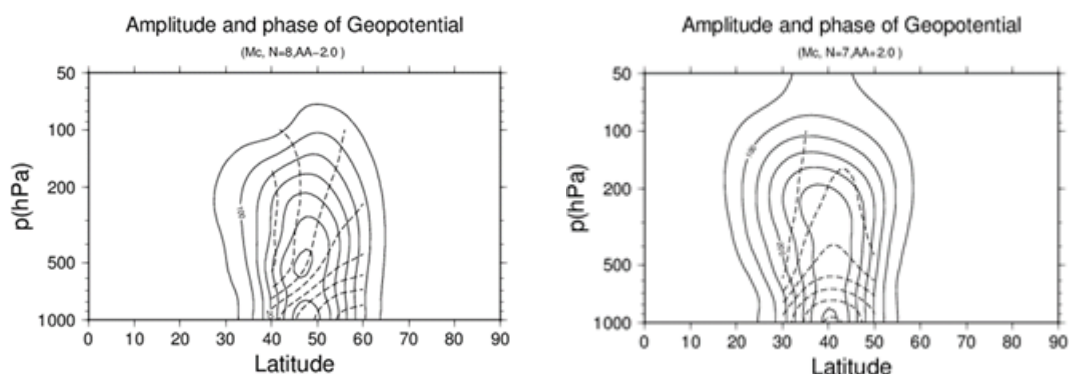 Amplitude and phase of Geopotential
(Mc, N=8,AA−2.0 )
50
100
200
500
1000
p(hPa)
100
0 10 20 30 40 50 60 70 80 90
Latitude
Amplitude and phase of Geopotential
(Mc, N=7,AA+2.0 )
50
100
200
500
1000
p(hPa)
100
0 10 20 30 40 50 60 70 80 90
Latitude